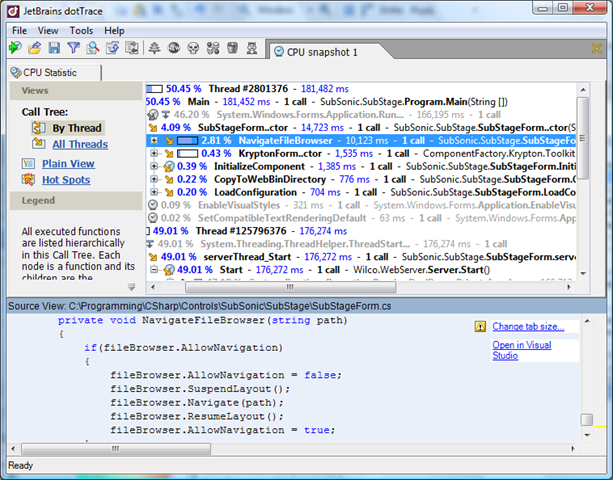 JetBrains dotTrace
File View Tools Help
CPU snapshot 1
CPU Statistic
Views
Call Tree:
By Thread
All Threads
Plain View
Hot Spots
Legend
All executed functions
are listed hierarchically
in this Call Tree. Each
node is a function and its
children are the
50.45 % Thread #2801376 - 181,482 ms
50.45 % Main - 181,452 ms - 1 call - SubSonic.SubStage.Program.Main(String [])
46.20 % System.Windows.Forms.Application.Run... - 166,195 ms - 1 call
4.09 % SubStageForm..ctor - 14,723 ms - 1 call - SubSonic.SubStage.SubStageForm..ctor(S
2.81 % NavigateFileBrowser - 10,123 ms - 1 call - SubSonic.SubStage.SubStageForm
0.43 % KryptonForm..ctor - 1,535 ms - 1 call - ComponentFactory.Krypton.Toolkit
0.39 % InitializeComponent - 1,385 ms - 1 call - SubSonic.SubStage.SubStageForm.Initi
0.22 % CopyToWebBinDirectory - 776 ms - 1 call - SubSonic.SubStage.SubStageForm
0.20 % LoadConfiguration - 704 ms - 1 call - SubSonic.SubStage.SubStageForm.LoadC
0.09 % EnableVisualStyles - 321 ms - 1 call - System.Windows.Forms.Application.EnableVisual
0.02 % SetCompatibleTextRenderingDefault - 63 ms - 1 call - System.Windows.Forms.App
49.01 % Thread #125796376 - 176,274 ms
49.01 % System.Threading.ThreadHelper.ThreadStart... - 176,274 ms - 1 call
49.01 % serverThread_Start - 176,272 ms - 1 call - SubSonic.SubStage.SubStageForm.serve
49.01 % Start - 176,272 ms - 1 call - Wilco.WebServer.Server.Start()
Source View: C:\Programming\CSharp\Controls\SubSonic\SubStage\SubStageForm.cs
private void NavigateFileBrowser(string path)
{
if(fileBrowser.AllowNavigation)
{
fileBrowser.AllowNavigation = false;
fileBrowser.SuspendLayout();
fileBrowser.Navigate(path);
fileBrowser.ResumeLayout();
fileBrowser.AllowNavigation = true;
Change tab size...
Open in Visual
Studio
Ready